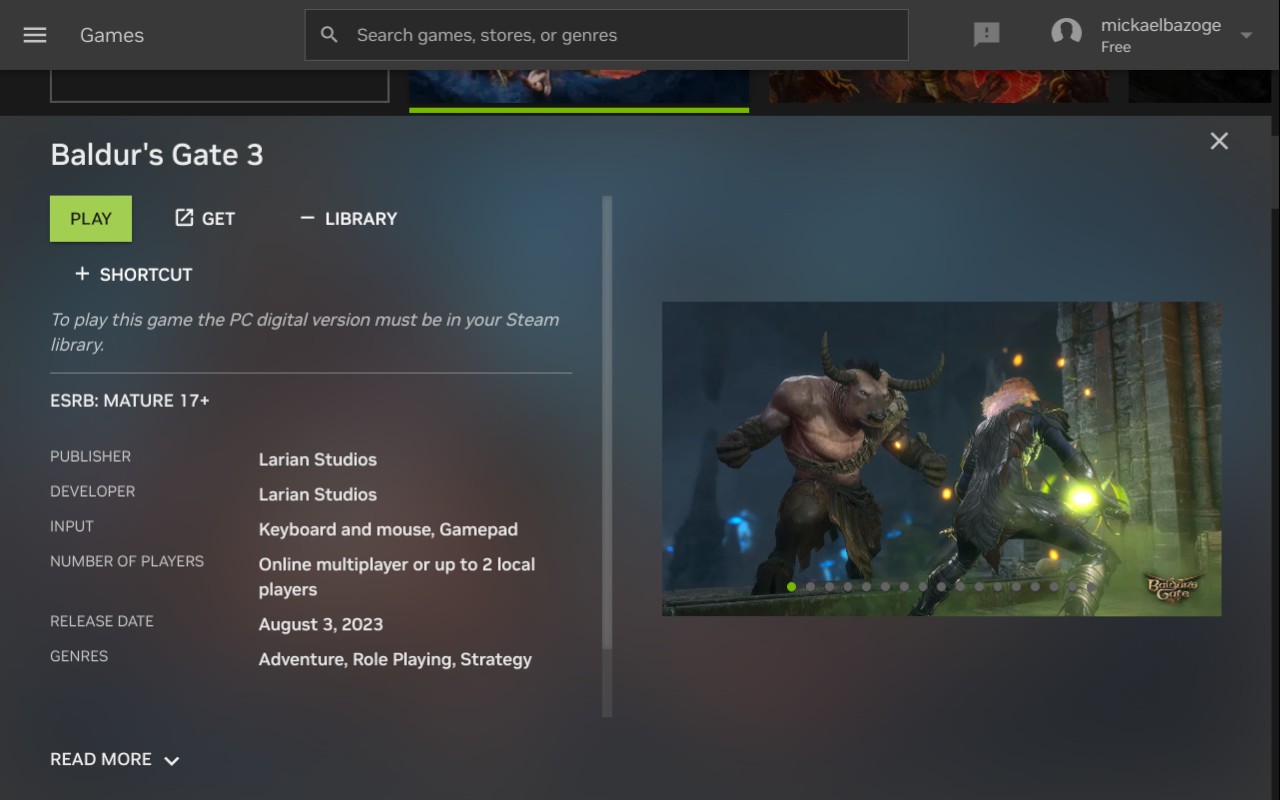 Games
Search games, stores, or genres
mickaelbazoge
Free
Baldur's Gate 3
PLAY
GET
LIBRARY
SHORTCUT
To play this game the PC digital version must be in your Steam
library.
ESRB: MATURE 17+
PUBLISHER Larian Studios
DEVELOPER Larian Studios
INPUT Keyboard and mouse, Gamepad
NUMBER OF PLAYERS Online multiplayer or up to 2 local
players
RELEASE DATE August 3, 2023
GENRES Adventure, Role Playing, Strategy
Baldur's
Gate
READ MORE